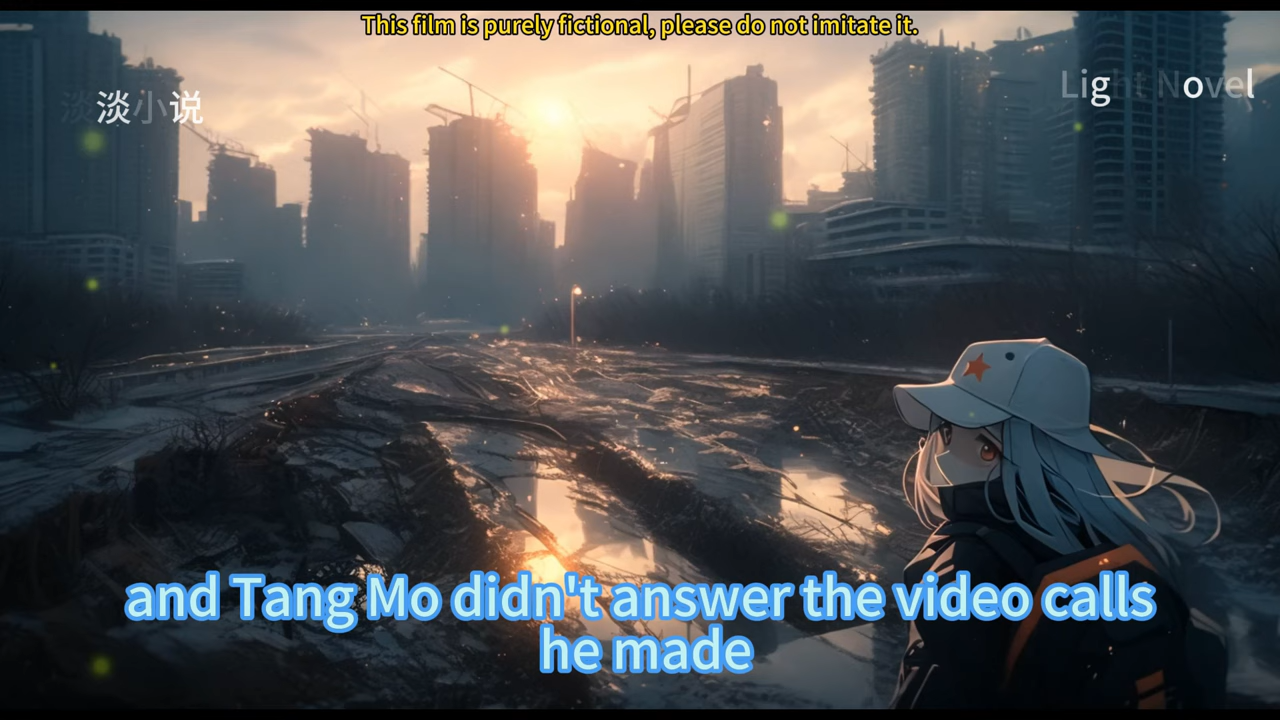 This film is purely fictional, please do not imitate it.
淡淡小说
Light Novel
and Tang Mo didn't answer the video calls
he made